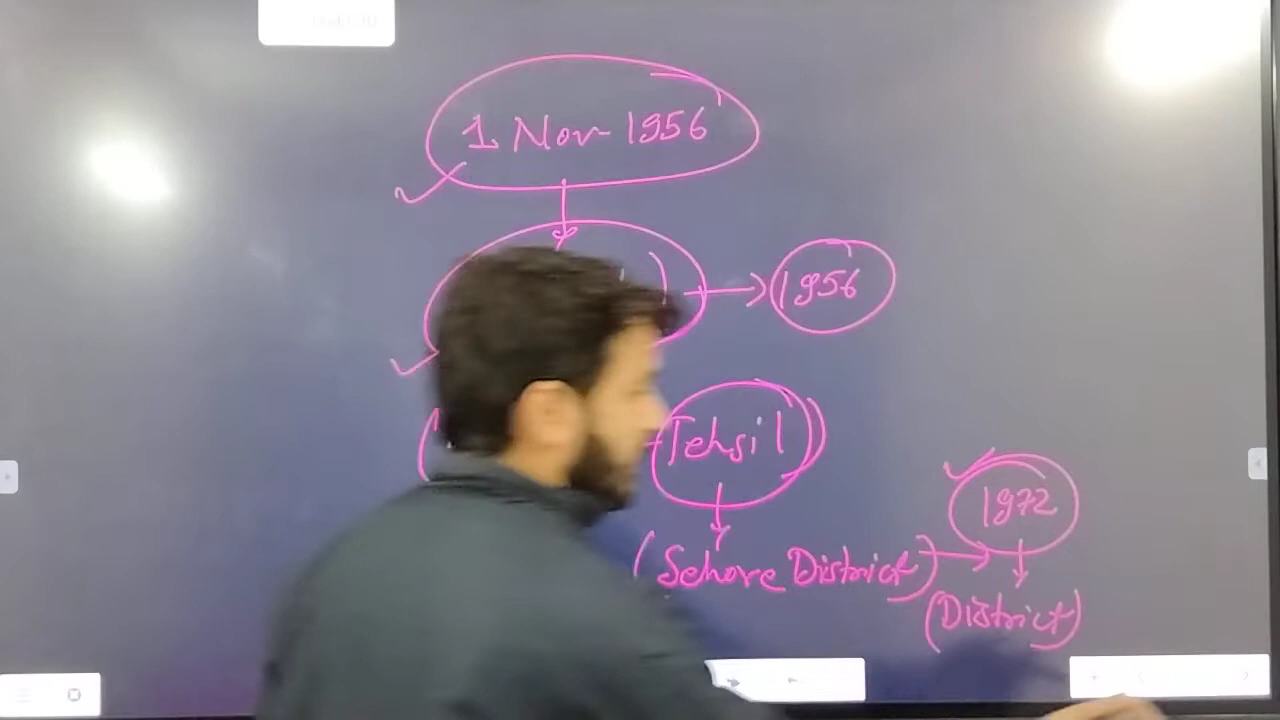 1 Nov 1956
1956
Tehsil
1972
(Sehore District)
(District)